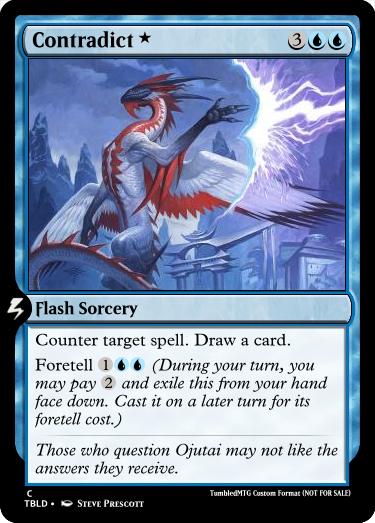 Contradict ★ 3
Flash Sorcery
Counter target spell. Draw a card.
Foretell 1 (During your turn, you
may pay 2 and exile this from your hand
face down. Cast it on a later turn for its
foretell cost.)
Those who question Ojutai may not like the
answers they receive.
C
TBLD • Steve Prescott
TumbledMTG Custom Format (NOT FOR SALE)